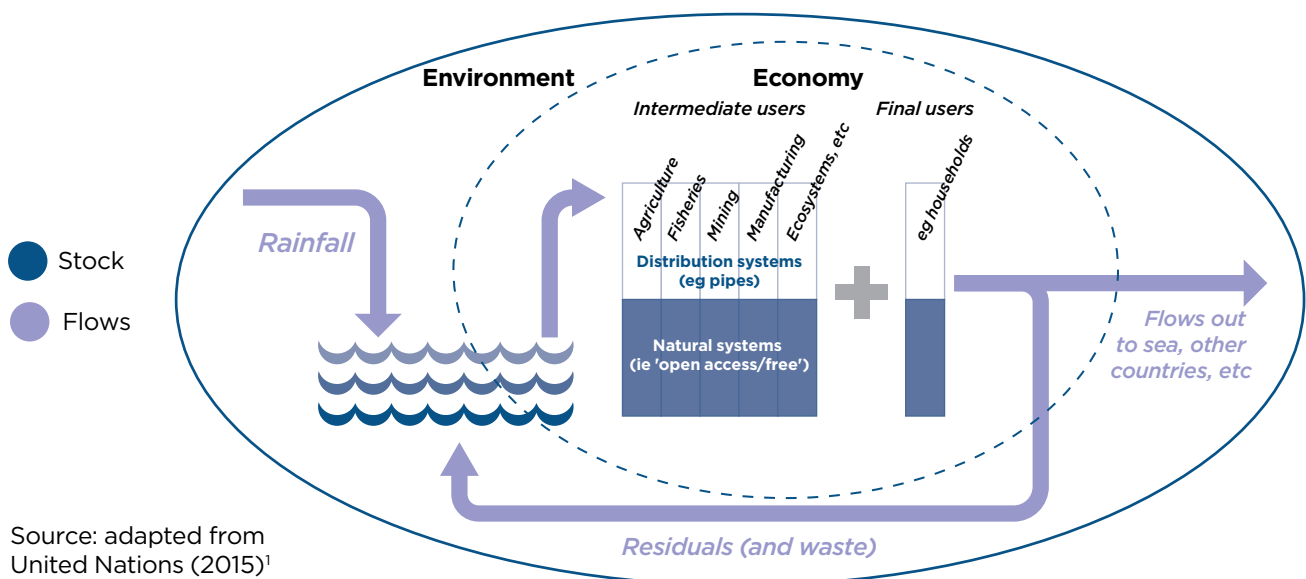 Environment
Economy
Intermediate users
Final users
Agriculture
Fisheries
Mining
Manufacturing
Ecosystems, etc
eg households
Rainfall
Distribution systems
(eg pipes)
Natural systems
(ie 'open access/free')
Stock
Flows
Flows out
to sea, other
countries, etc
Residuals (and waste)
Source: adapted from
United Nations (2015)¹